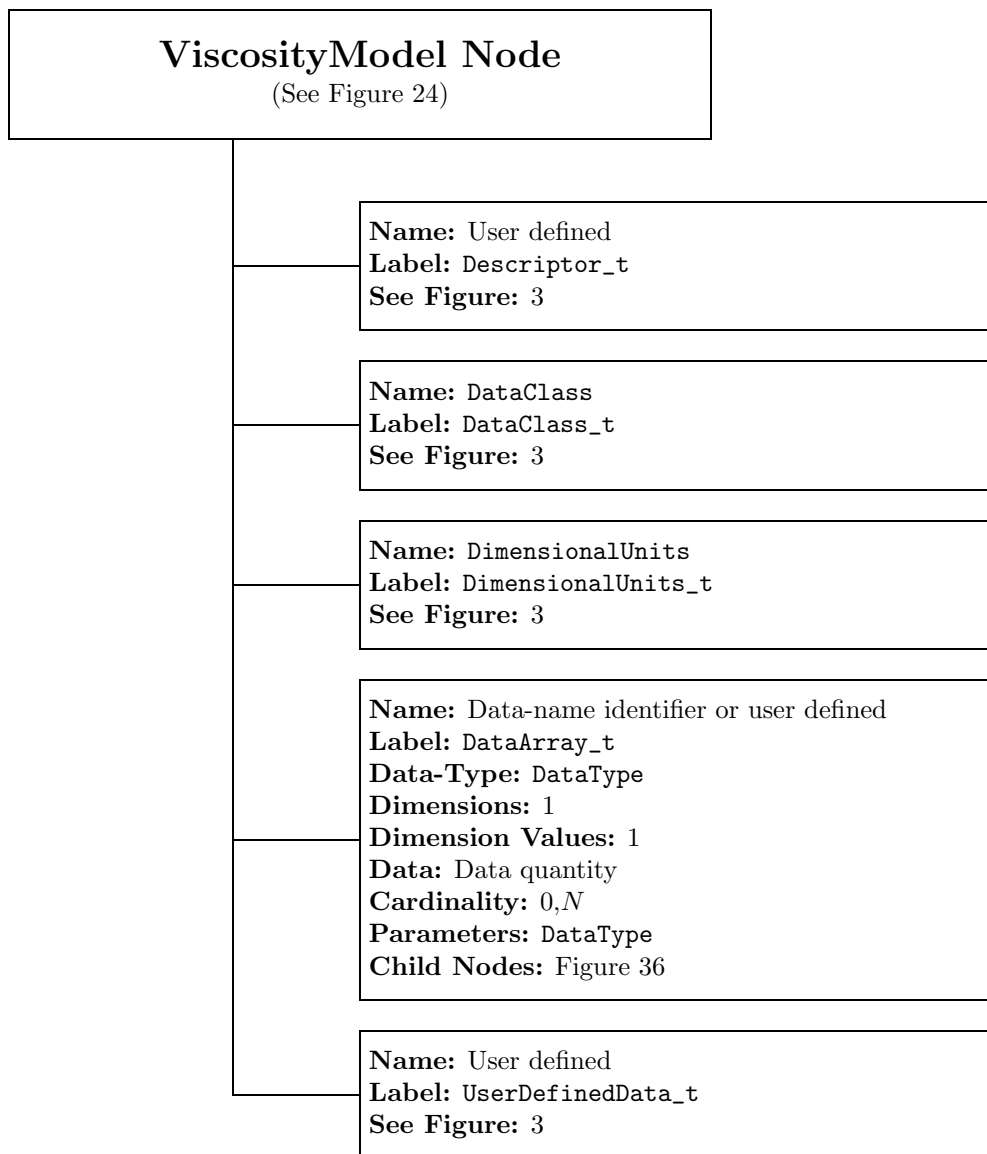 ViscosityModel Node
(See Figure 24)
Name: User defined
Label: Descriptor_t
See Figure: 3
Name: DataClass
Label: DataClass_t
See Figure: 3
Name: DimensionalUnits
Label: DimensionalUnits_t
See Figure: 3
Name: Data-name identifier or user defined
Label: DataArray_t
Data-Type: DataType
Dimensions: 1
Dimension Values: 1
Data: Data quantity
Cardinality: 0,N
Parameters: DataType
Child Nodes: Figure 36
Name: User defined
Label: UserDefinedData_t
See Figure: 3